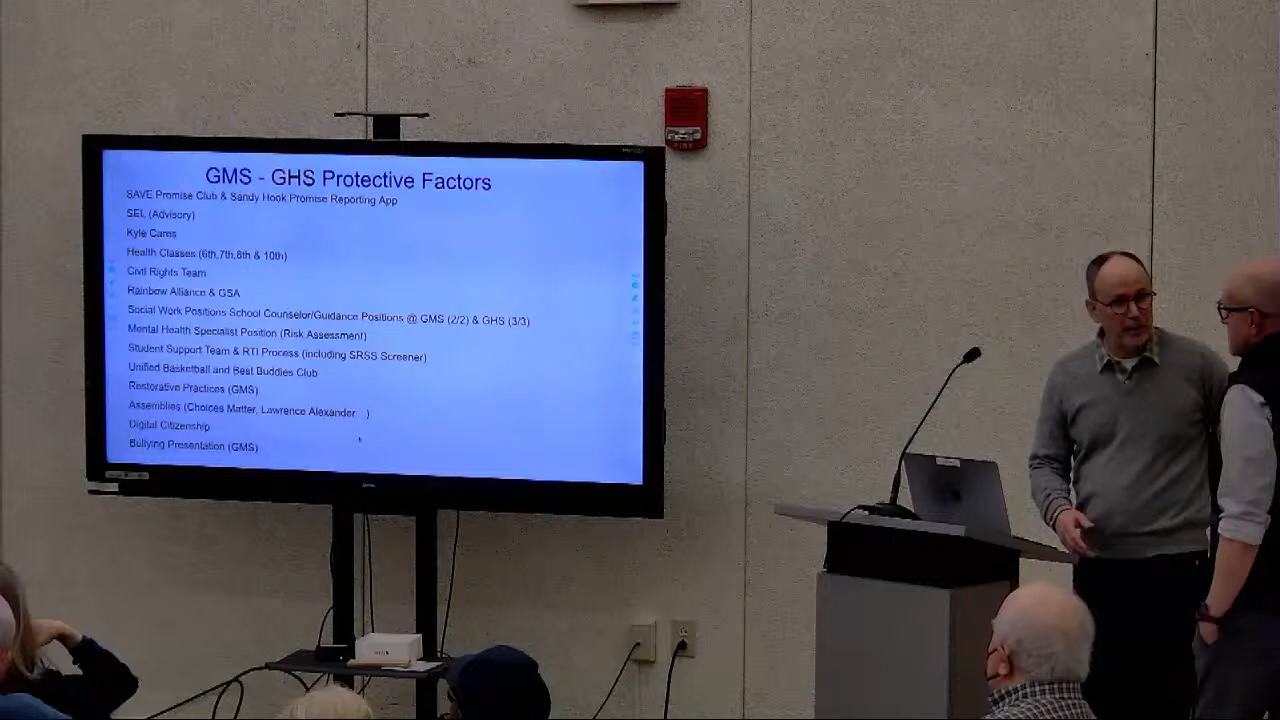 GMS - GHS Protective Factors
SAVE Promise Club & Sandy Hook Promise Reporting App
SEL (Advisory)
Kyle Cares
Health Classes (6th,7th,8th & 10th)
Civil Rights Team
Rainbow Alliance & GSA
Social Work Positions School Counselor/Guidance Positions @ GMS (2/2) & GHS (3/3)
Mental Health Specialist Position (Risk Assessment)
Student Support Team & RTI Process (including SRSS Screener)
Unified Basketball and Best Buddies Club
Restorative Practices (GMS)
Assemblies (Choices Matter, Lawrence Alexander )
Digital Citizenship
Bullying Presentation (GMS)
FIRE